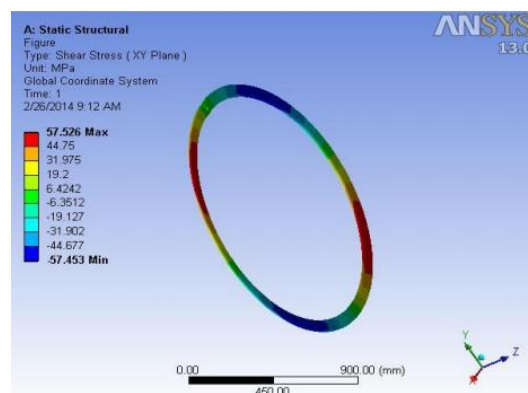 A: Static Structural
Figure
Type: Shear Stress ( XY Plane )
Unit: MPa
Global Coordinate System
Time: 1
2/26/2014 9:12 AM
57.526 Max
44.75
31.975
19.2
6.4242
-6.3512
-19.127
-31.902
-44.677
-57.453 Min
ANSYS
13.0
0.00
900.00 (mm)
450.00
Y
Z
X